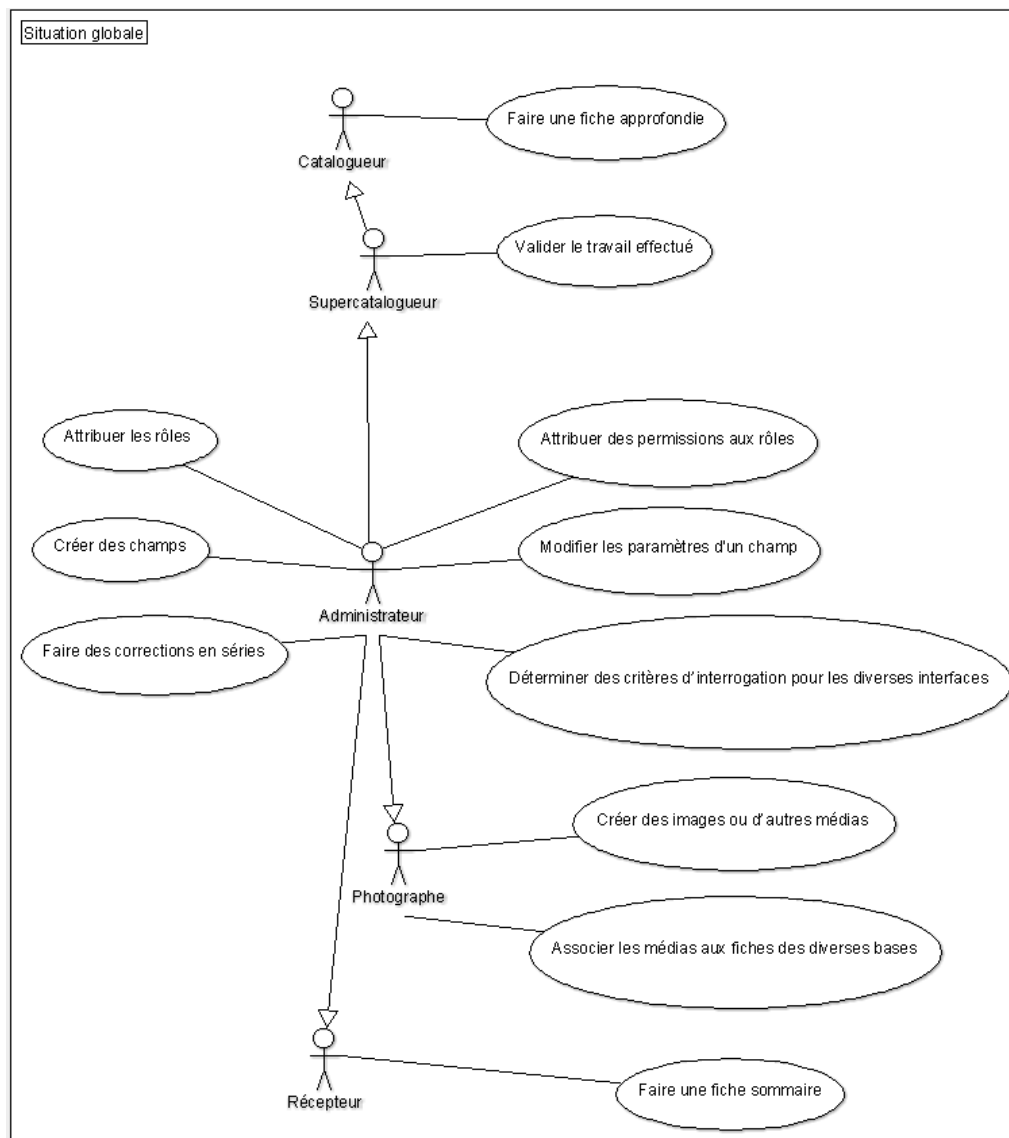 Situation globale
Faire une fiche approfondie
Catalogueur
Valider le travail effectué
Supercatalogueur
Attribuer les rôles
Attribuer des permissions aux rôles
Créer des champs
Modifier les paramètres d'un champ
Administrateur
Faire des corrections en séries
Déterminer des critères d'interrogation pour les diverses interfaces
Créer des images ou d'autres médias
Photographe
Associer les médias aux fiches des diverses bases
Faire une fiche sommaire
Récepteur